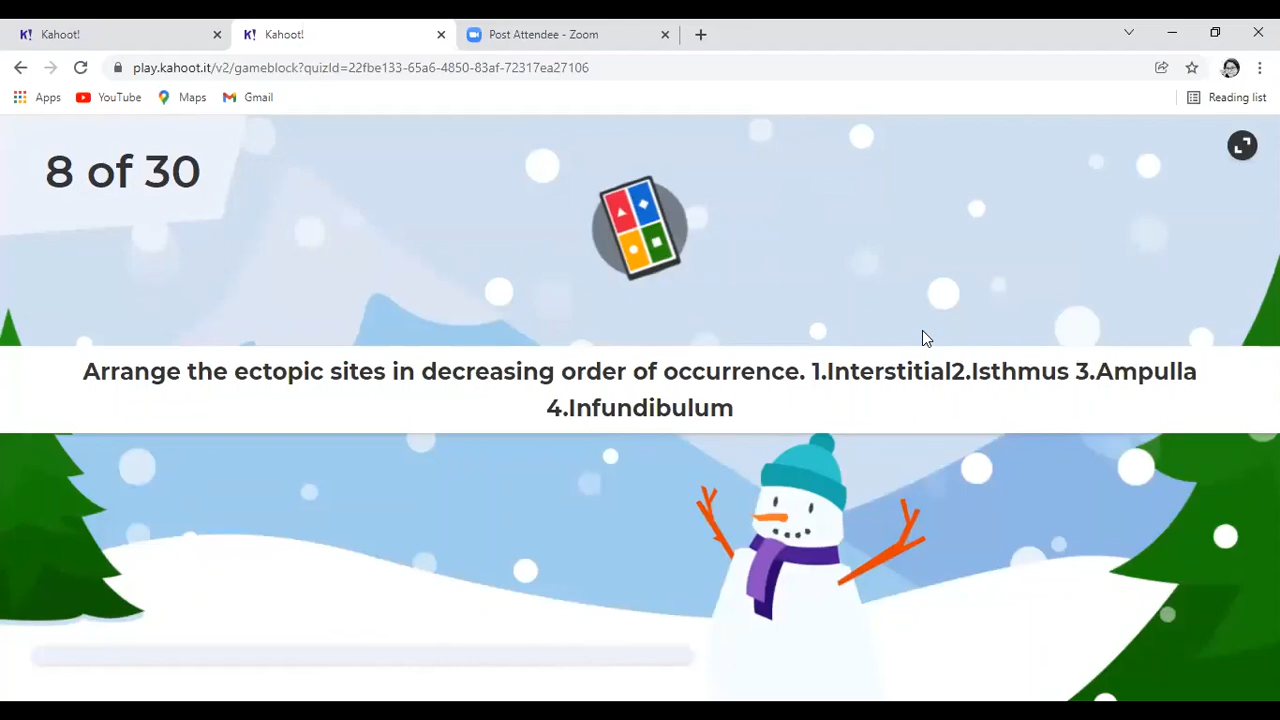 K! Kahoot!
K! Kahoot!
Post Attendee - Zoom
play.kahoot.it/v2/gameblock?quizId=22fbe133-65a6-4850-83af-72317ea27106
Apps
YouTube
Maps
Gmail
Reading list
8 of 30
Arrange the ectopic sites in decreasing order of occurrence. 1.Interstitial2.Isthmus 3.Ampulla
4.Infundibulum